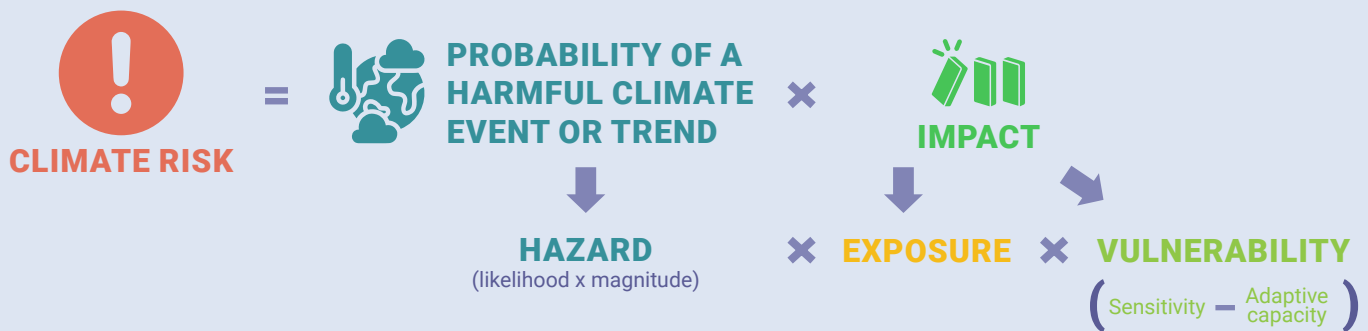 CLIMATE RISK
=
PROBABILITY OF A
HARMFUL CLIMATE
EVENT OR TREND
×
IMPACT
HAZARD
(likelihood x magnitude)
×
EXPOSURE
×
VULNERABILITY
(Sensitivity – Adaptive
capacity)